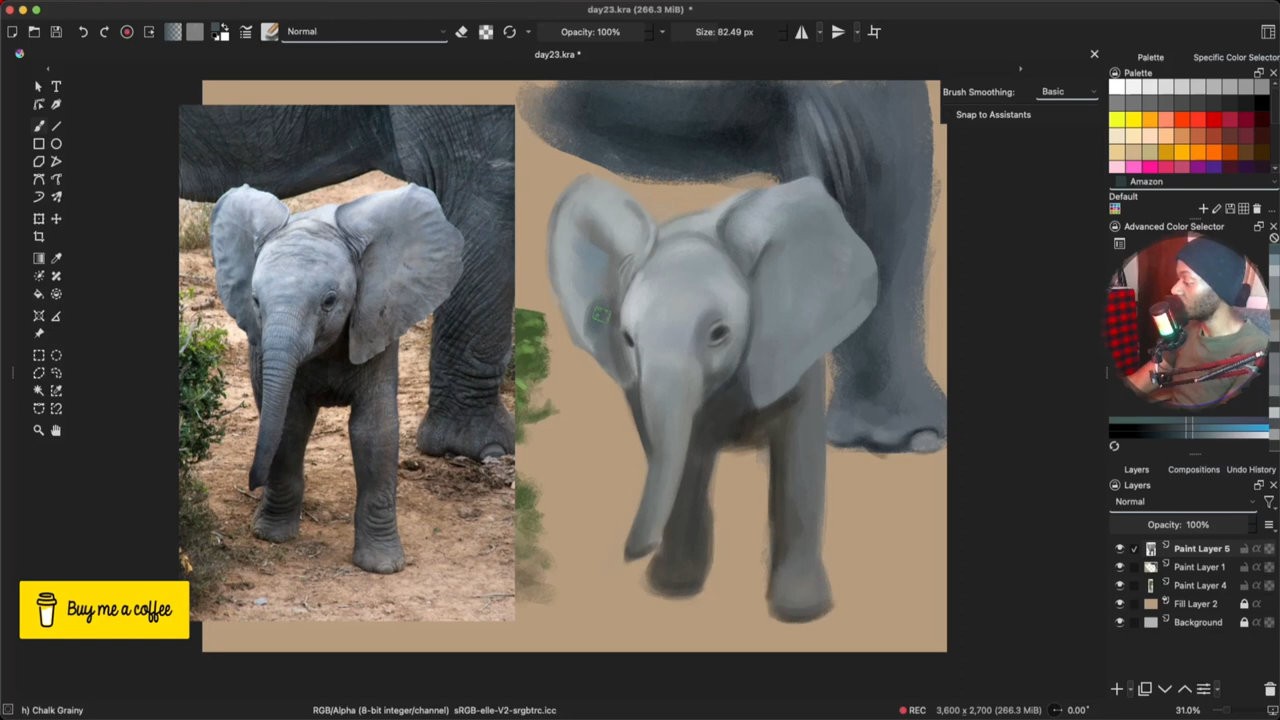 day23.kra (266.3 MiB) *
Normal
Opacity: 100%
Size: 82.49 px
day23.kra *
Palette
Specific Color Selector
Brush Smoothing:
Basic
Snap to Assistants
Palette
Amazon
Default
Advanced Color Selector
Layers
Compositions
Undo History
Layers
Normal
Opacity: 100%
Paint Layer 5
Paint Layer 1
Paint Layer 4
Fill Layer 2
Background
Buy me a coffee
h) Chalk Grainy
RGB/Alpha (8-bit integer/channel) sRGB-elle-V2-srgbtrc.icc
REC
3,600 x 2,700 (266.3 MiB)
0.00°
31.0%